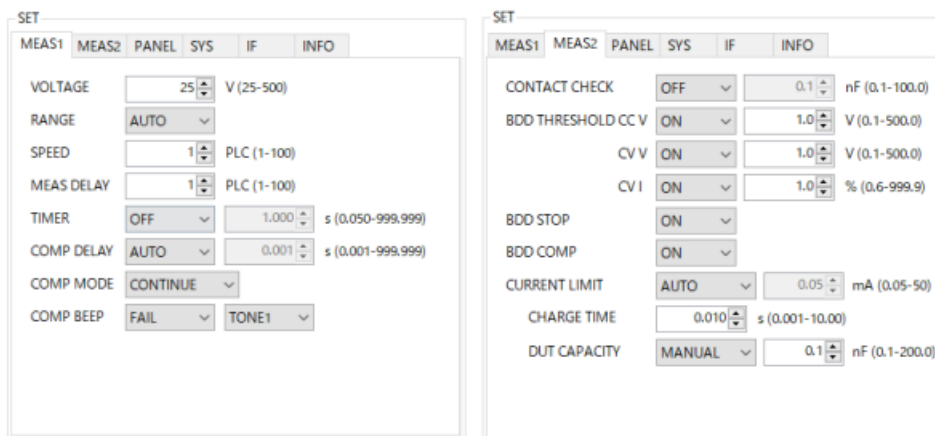 SET
MEAS1 MEAS2 PANEL SYS IF INFO
VOLTAGE 25 V (25-500)
RANGE AUTO
SPEED 1 PLC (1-100)
MEAS DELAY 1 PLC (1-100)
TIMER OFF 1.000 s (0.050-999.999)
COMP DELAY AUTO 0.001 s (0.001-999.999)
COMP MODE CONTINUE
COMP BEEP FAIL TONE1
SET
MEAS1 MEAS2 PANEL SYS IF INFO
CONTACT CHECK OFF 0.1 nF (0.1-100.0)
BDD THRESHOLD CC V ON 1.0 V (0.1-500.0)
CV V ON 1.0 V (0.1-500.0)
CV I ON 1.0 % (0.6-999.9)
BDD STOP ON
BDD COMP ON
CURRENT LIMIT AUTO 0.05 mA (0.05-50)
CHARGE TIME 0.010 s (0.001-10.00)
DUT CAPACITY MANUAL 0.1 nF (0.1-200.0)